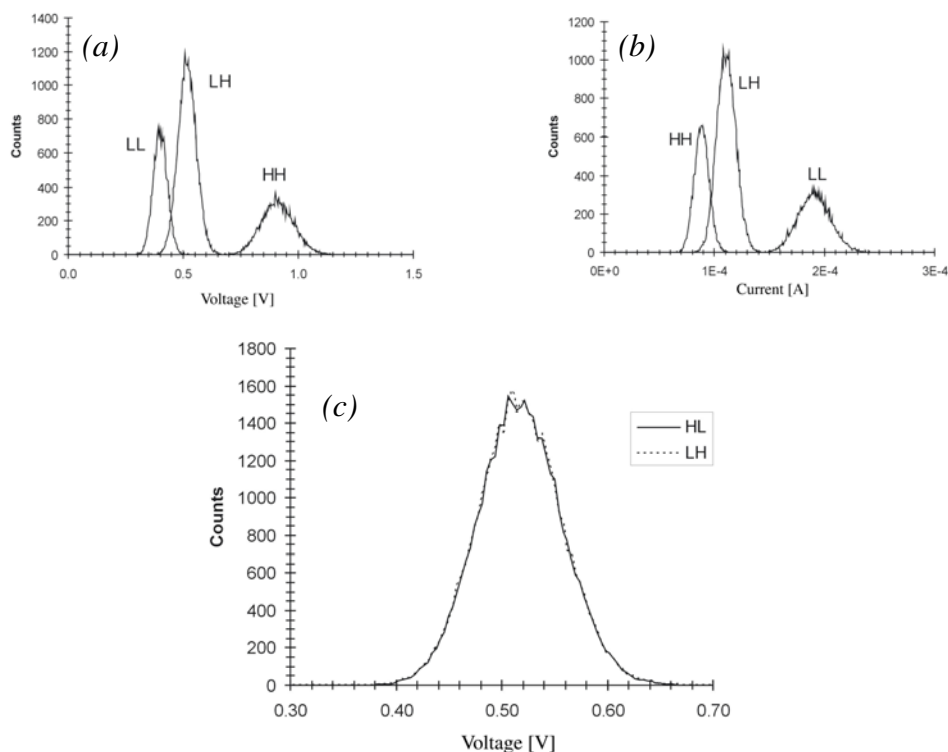 (a)
1400
1200
1000
800
600
400
200
0
Counts
LL
LH
HH
0.0 0.5 1.0 1.5
Voltage [V]
(b)
1200
1000
800
600
400
200
0
Counts
HH
LH
LL
0E+0 1E-4 2E-4 3E-4
Current [A]
(c)
1800
1600
1400
1200
1000
800
600
400
200
0
Counts
HL
LH
0.30 0.40 0.50 0.60 0.70
Voltage [V]